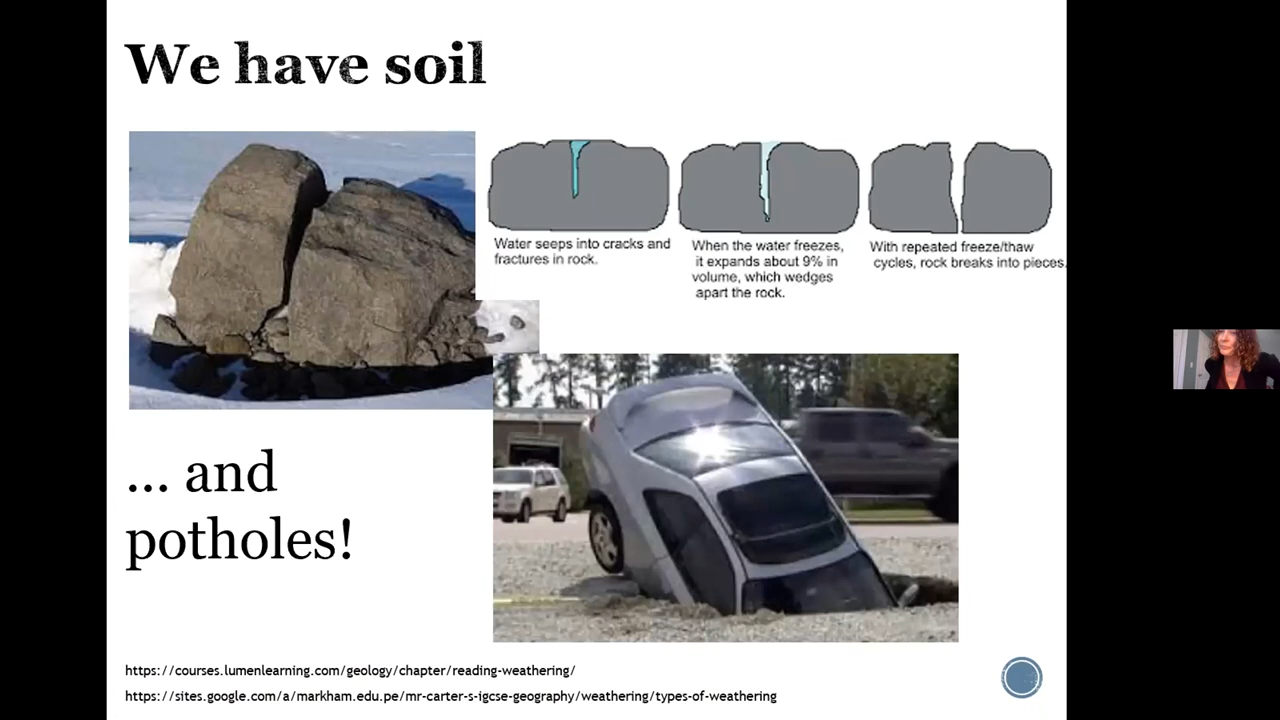 We have soil
Water seeps into cracks and
fractures in rock.
When the water freezes,
it expands about 9% in
volume, which wedges
apart the rock.
With repeated freeze/thaw
cycles, rock breaks into pieces.
... and
potholes!
https://courses.lumenlearning.com/geology/chapter/reading-weathering/
https://sites.google.com/a/markham.edu.pe/mr-carter-s-igcse-geography/weathering/types-of-weathering